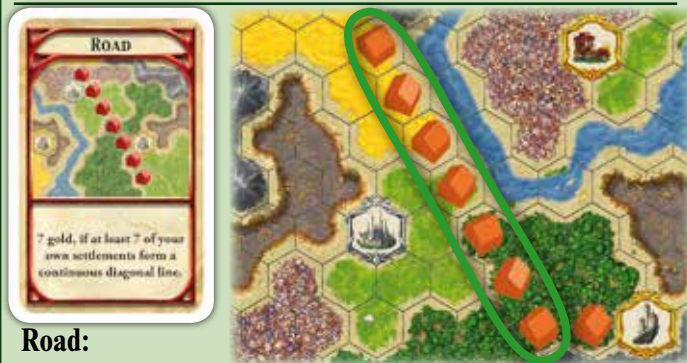 ROAD
7 gold, if at least 7 of your
own settlements form a
continuous diagonal line.
Road: